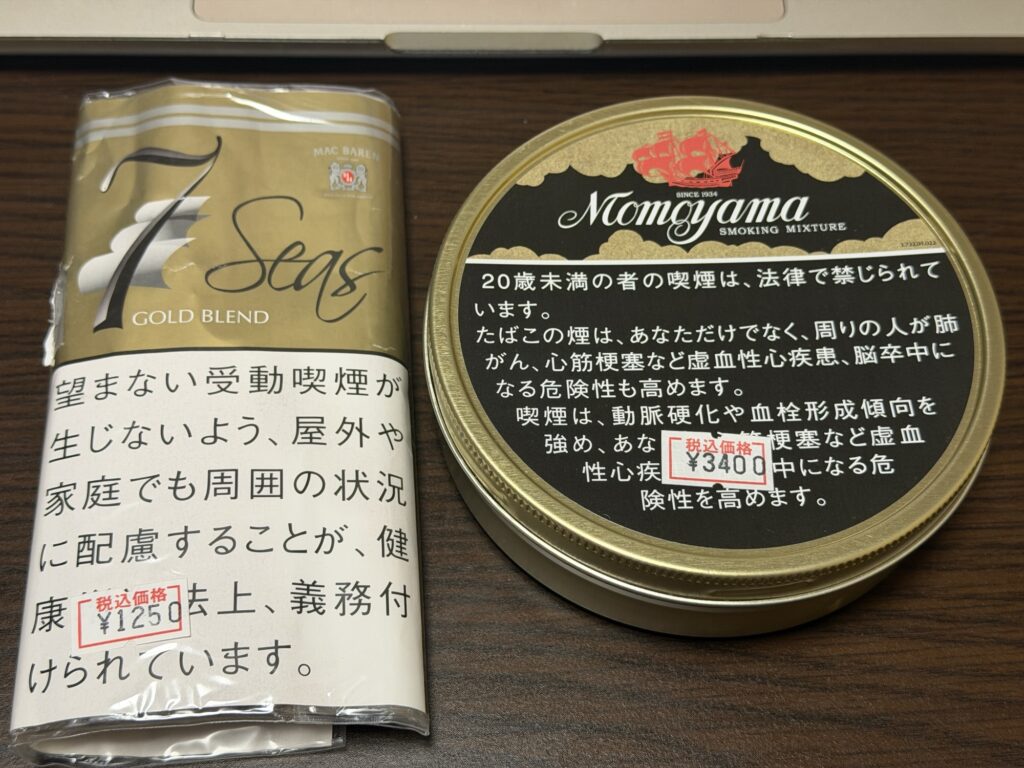 7
Seas
GOLD BLEND
MAC BAREN
望まない受動喫煙が
生じないよう、屋外や
家庭でも周囲の状況
に配慮することが、健
康 法上、義務付
けられています。
税込価格
¥1250
SINCE 1934
Momoyama
SMOKING MIXTURE
20歳未満の者の喫煙は、法律で禁じられて
います。
たばこの煙は、あなただけでなく、周りの人が肺
がん、心筋梗塞など虚血性心疾患、脳卒中に
なる危険性も高めます。
喫煙は、動脈硬化や血栓形成傾向を
強め、あな 梗塞など虚血
性心疾 中になる危
険性を高めます。
税込価格
¥3400